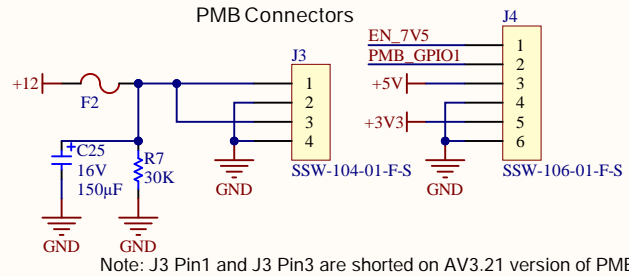 PMB Connectors
J3
1
2
3
4
SSW-104-01-F-S
J4
EN_7V5
PMB_GPIO1
+5V
+3V3
1
2
3
4
5
6
SSW-106-01-F-S
+12
F2
C25
+
16V
150µF
R7
30K
GND
GND
GND
GND
Note: J3 Pin1 and J3 Pin3 are shorted on AV3.21 version of PMB